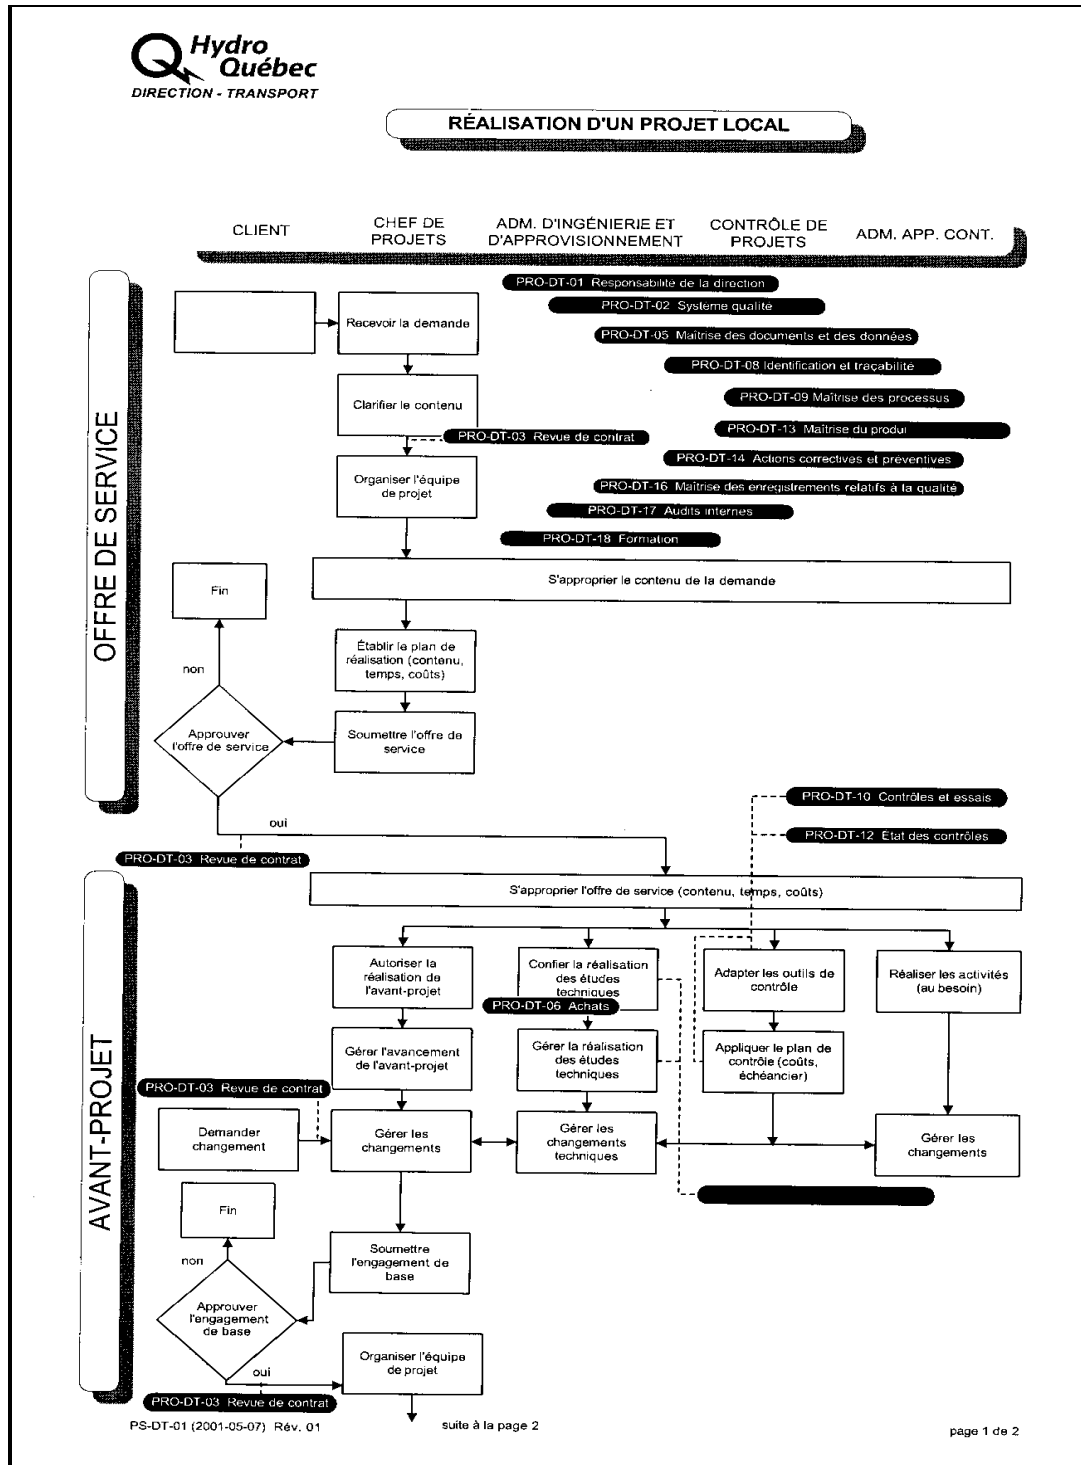 Hydro
Québec
DIRECTION - TRANSPORT
RÉALISATION D'UN PROJET LOCAL
CLIENT
CHEF DE
PROJETS
ADM. D'INGÉNIERIE ET
D'APPROVISIONNEMENT
CONTRÔLE DE
PROJETS
ADM. APP. CONT.
OFFRE DE SERVICE
PRO-DT-01 Responsabilité de la direction
PRO-DT-02 Système qualité
Recevoir la demande
PRO-DT-05 Maîtrise des documents et des données
PRO-DT-08 Identification et traçabilité
Clarifier le contenu
PRO-DT-09 Maîtrise des processus
PRO-DT-03 Revue de contrat
PRO-DT-13 Maîtrise du produi
PRO-DT-14 Actions correctives et préventives
Organiser l'équipe
de projet
PRO-DT-16 Maîtrise des enregistrements relatifs à la qualité
PRO-DT-17 Audits internes
PRO-DT-18 Formation
S'approprier le contenu de la demande
Fin
Établir le plan de
réalisation (contenu,
temps, coûts)
non
Approuver
l'offre de service
Soumettre l'offre de
service
PRO-DT-10 Contrôles et essais
oui
PRO-DT-12 État des contrôles
PRO-DT-03 Revue de contrat
AVANT-PROJET
S'approprier l'offre de service (contenu, temps, coûts)
Autoriser la
réalisation de
l'avant-projet
Confier la réalisation
des études
techniques
Adapter les outils de
contrôle
Réaliser les activités
(au besoin)
PRO-DT-06 Achats
Gérer l'avancement
de l'avant-projet
Gérer la réalisation
des études
techniques
Appliquer le plan de
contrôle (coûts,
échéancier)
PRO-DT-03 Revue de contrat
Demander
changement
Gérer les
changements
Gérer les
changements
techniques
Gérer les
changements
Fin
Soumettre
l'engagement de
base
non
Approuver
l'engagement
de base
Organiser l'équipe
de projet
oui
PRO-DT-03 Revue de contrat
PS-DT-01 (2001-05-07) Rév. 01
suite à la page 2
page 1 de 2